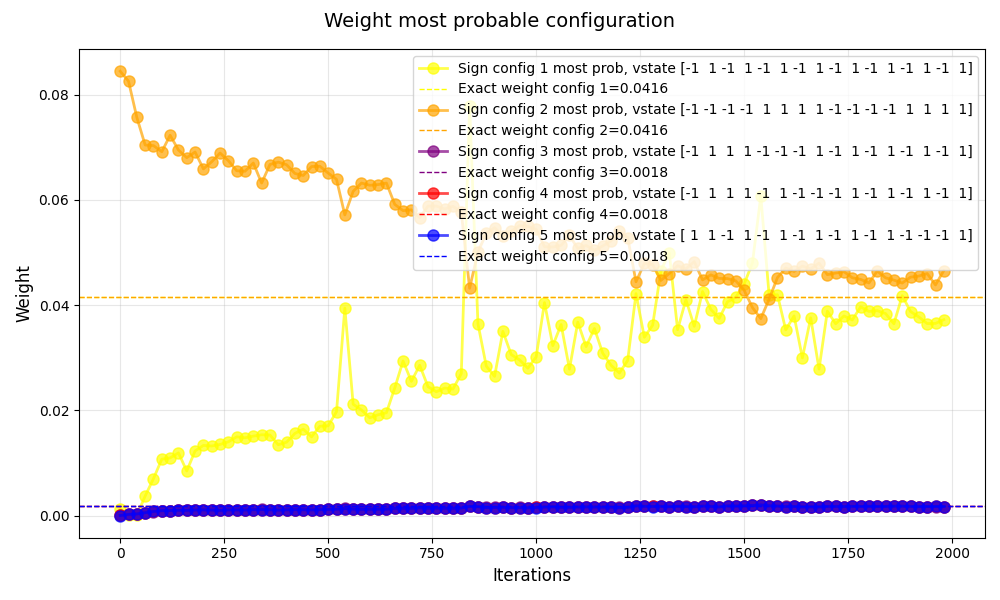 Weight most probable configuration
Sign config 1 most prob, vstate [-1  1 -1  1 -1  1 -1  1 -1  1 -1  1 -1  1 -1  1]
Exact weight config 1=0.0416
Sign config 2 most prob, vstate [-1 -1 -1 -1  1  1  1  1 -1 -1 -1 -1  1  1  1  1]
Exact weight config 2=0.0416
Sign config 3 most prob, vstate [-1  1  1  1 -1 -1 -1  1 -1  1 -1  1 -1  1 -1  1]
Exact weight config 3=0.0018
Sign config 4 most prob, vstate [-1  1  1  1 -1  1 -1 -1 -1  1 -1  1 -1  1 -1  1]
Exact weight config 4=0.0018
Sign config 5 most prob, vstate [ 1  1 -1  1 -1  1 -1  1 -1  1 -1  1 -1 -1 -1  1]
Exact weight config 5=0.0018
0.08
0.06
0.04
0.02
0.00
Weight
0 250 500 750 1000 1250 1500 1750 2000
Iterations